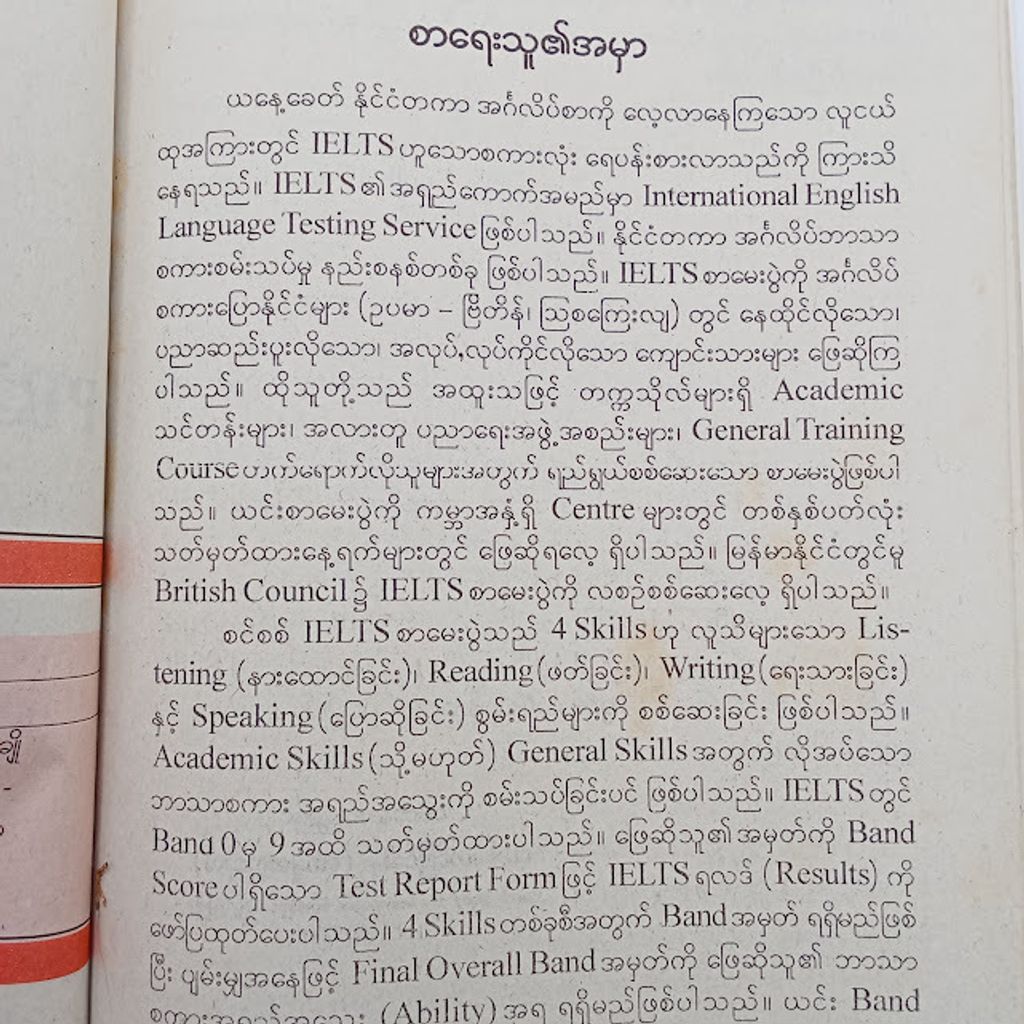 စာရေးသူ၏အမှာ
ယနေ့ခေတ် နိုင်ငံတကာ အင်္ဂလိပ်စာကို လေ့လာနေကြသော လူငယ်
ထုအကြားတွင် IELTS ဟူသောစကားလုံး ရေပန်းစားလာသည်ကို ကြားသိ
နေရသည်။ IELTS ၏အရှည်ကောက်အမည်မှာ International English
Language Testing Service ဖြစ်ပါသည်။ နိုင်ငံတကာ အင်္ဂလိပ်ဘာသာ
စကားစမ်းသပ်မှု နည်းစနစ်တစ်ခု ဖြစ်ပါသည်။ IELTS စာမေးပွဲကို အင်္ဂလိပ်
စကားပြောနိုင်ငံများ (ဥပမာ – ဗြိတိန်၊ ဩစကြေးလျ) တွင် နေထိုင်လိုသော၊
ပညာဆည်းပူးလိုသော၊ အလုပ်,လုပ်ကိုင်လိုသော ကျောင်းသားများ ဖြေဆိုကြ
ပါသည်။ ထိုသူတို့သည် အထူးသဖြင့် တက္ကသိုလ်များရှိ Academic
သင်တန်းများ၊ အလားတူ ပညာရေးအဖွဲ့အစည်းများ၊ General Training
Course တက်ရောက်လိုသူများအတွက် ရည်ရွယ်စစ်ဆေးသော စာမေးပွဲဖြစ်ပါ
သည်။ ယင်းစာမေးပွဲကို ကမ္ဘာအနှံ့ရှိ Centre များတွင် တစ်နှစ်ပတ်လုံး
သတ်မှတ်ထားနေ့ရက်များတွင် ဖြေဆိုရလေ့ ရှိပါသည်။ မြန်မာနိုင်ငံတွင်မူ
British Council ၌ IELTS စာမေးပွဲကို လစဉ်စစ်ဆေးလေ့ ရှိပါသည်။
စင်စစ် IELTS စာမေးပွဲသည် 4 Skills ဟု လူသိများသော Lis-
tening (နားထောင်ခြင်း)၊ Reading (ဖတ်ခြင်း)၊ Writing (ရေးသားခြင်း)
နှင့် Speaking (ပြောဆိုခြင်း) စွမ်းရည်များကို စစ်ဆေးခြင်း ဖြစ်ပါသည်။
Academic Skills (သို့မဟုတ်) General Skills အတွက် လိုအပ်သော
ဘာသာစကား အရည်အသွေးကို စမ်းသပ်ခြင်းပင် ဖြစ်ပါသည်။ IELTS တွင်
Band 0 မှ 9 အထိ သတ်မှတ်ထားပါသည်။ ဖြေဆိုသူ၏အမှတ်ကို Band
Score ပါရှိသော Test Report Form ဖြင့် IELTS ရလဒ် (Results) ကို
ဖော်ပြထုတ်ပေးပါသည်။ 4 Skills တစ်ခုစီအတွက် Band အမှတ် ရရှိမည်ဖြစ်
ပြီး ပျမ်းမျှအနေဖြင့် Final Overall Band အမှတ်ကို ဖြေဆိုသူ၏ ဘာသာ
စကားအရည်အသွေး (Ability) အရ ရရှိမည်ဖြစ်ပါသည်။ ယင်း Band